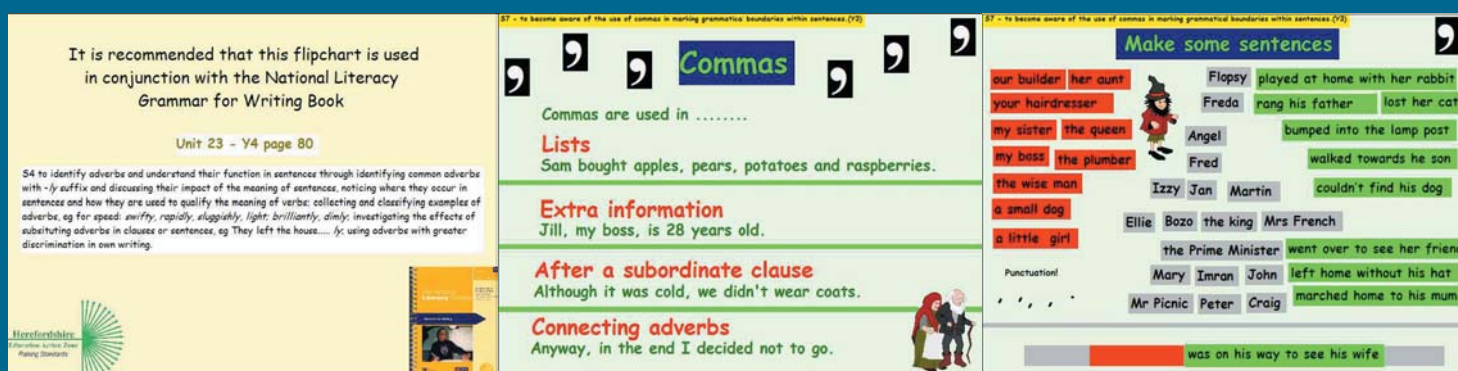 It is recommended that this flipchart is used
in conjunction with the National Literacy
Grammar for Writing Book
Unit 23 - Y4 page 80
S4 to identify adverbs and understand their function in sentences through identifying common adverbs
with -ly suffix and discussing their impact of the meaning of sentences, noticing where they occur in
sentences and how they are used to qualify the meaning of verbs; collecting and classifying examples of
adverbs, eg for speed: swifty, rapidly, sluggishly, light; brilliantly, dimly; investigating the effects of
subsituting adverbs in clauses or sentences, eg They left the house..... ly; using adverbs with greater
discrimination in own writing.
Herefordshire
Education Action Zone
Raising Standards
S7 - to become aware of the use of commas in marking grammatical boundaries within sentences.(Y3)
Commas
Commas are used in ........
Lists
Sam bought apples, pears, potatoes and raspberries.
Extra information
Jill, my boss, is 28 years old.
After a subordinate clause
Although it was cold, we didn't wear coats.
Connecting adverbs
Anyway, in the end I decided not to go.
S7 - to become aware of the use of commas in marking grammatical boundaries within sentences.(Y3)
Make some sentences
our builder her aunt
your hairdresser
my sister the queen
my boss the plumber
the wise man
a small dog
a little girl
Punctuation!
, , , .
Flopsy played at home with her rabbit
Freda rang his father lost her cat
Angel bumped into the lamp post
Fred walked towards he son
Izzy Jan Martin couldn't find his dog
Ellie Bozo the king Mrs French
the Prime Minister went over to see her frien
Mary Imran John left home without his hat
Mr Picnic Peter Craig marched home to his mum
was on his way to see his wife